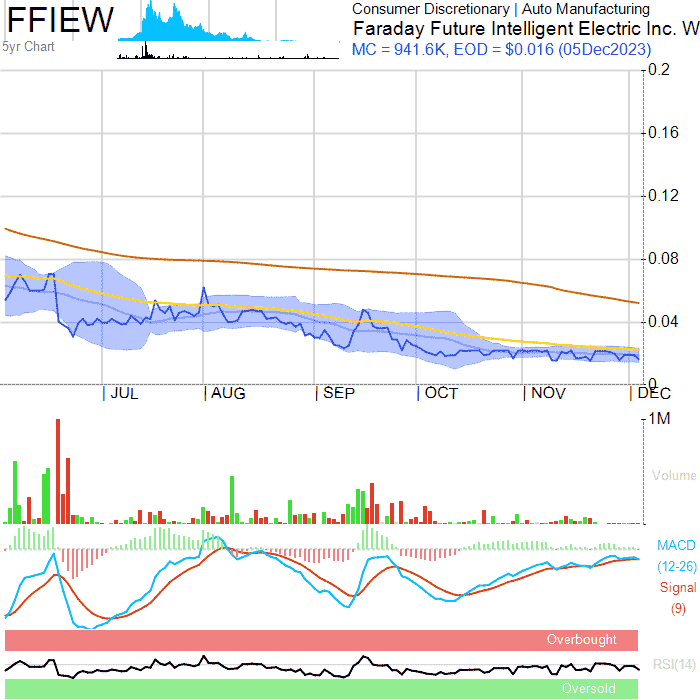 FFIEW
5yr Chart
Consumer Discretionary | Auto Manufacturing
Faraday Future Intelligent Electric Inc. W
MC = 941.6K, EOD = $0.016 (05Dec2023)
0.2
0.16
0.12
0.08
0.04
0
JUL AUG SEP OCT NOV DEC
1M
Volume
MACD
(12-26)
Signal
(9)
Overbought
RSI(14)
Oversold